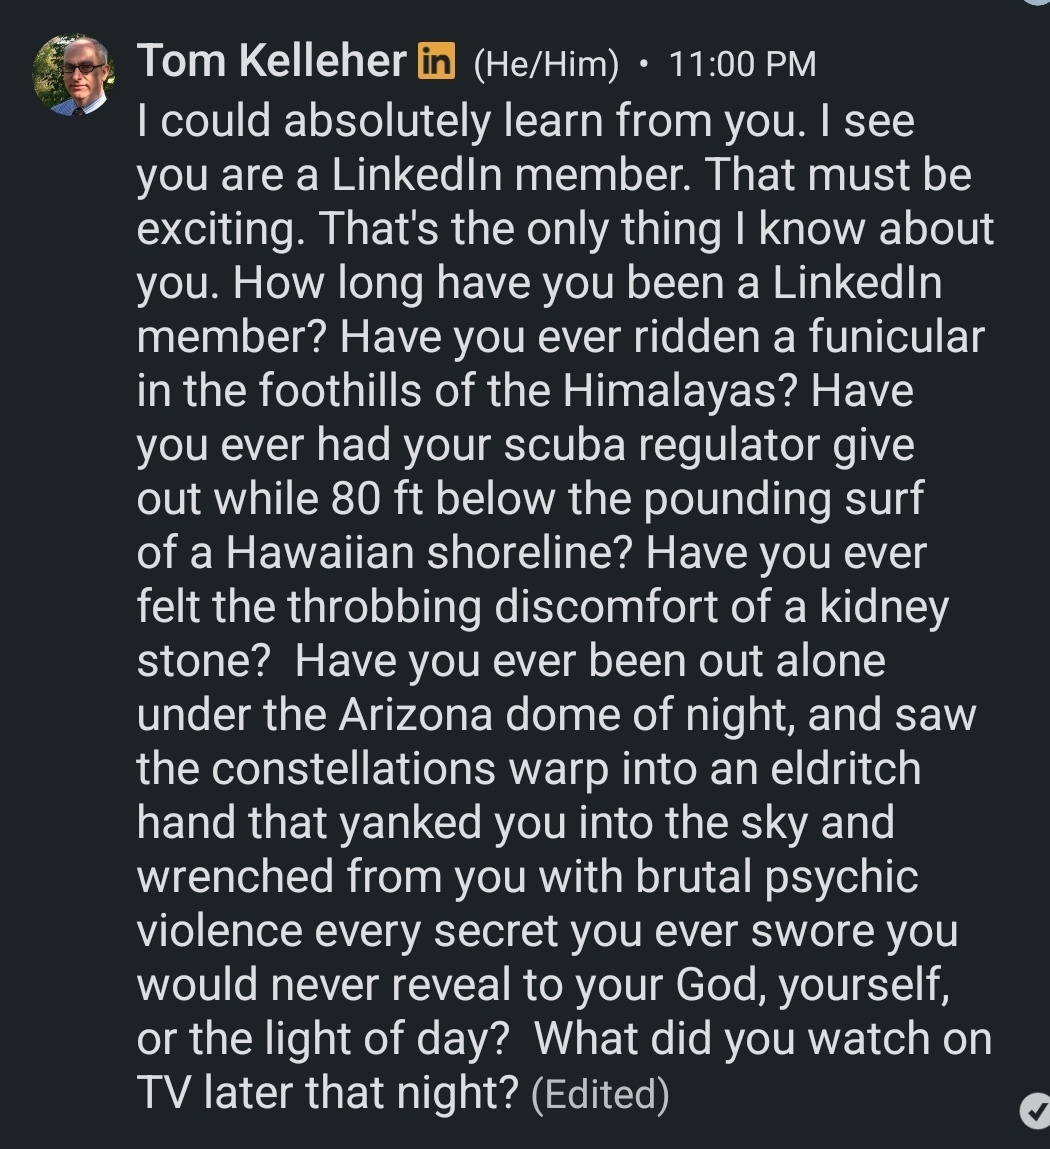 Tom Kelleher in (He/Him) • 11:00 PM
I could absolutely learn from you. I see
you are a LinkedIn member. That must be
exciting. That's the only thing I know about
you. How long have you been a LinkedIn
member? Have you ever ridden a funicular
in the foothills of the Himalayas? Have
you ever had your scuba regulator give
out while 80 ft below the pounding surf
of a Hawaiian shoreline? Have you ever
felt the throbbing discomfort of a kidney
stone?  Have you ever been out alone
under the Arizona dome of night, and saw
the constellations warp into an eldritch
hand that yanked you into the sky and
wrenched from you with brutal psychic
violence every secret you ever swore you
would never reveal to your God, yourself,
or the light of day?  What did you watch on
TV later that night? (Edited)